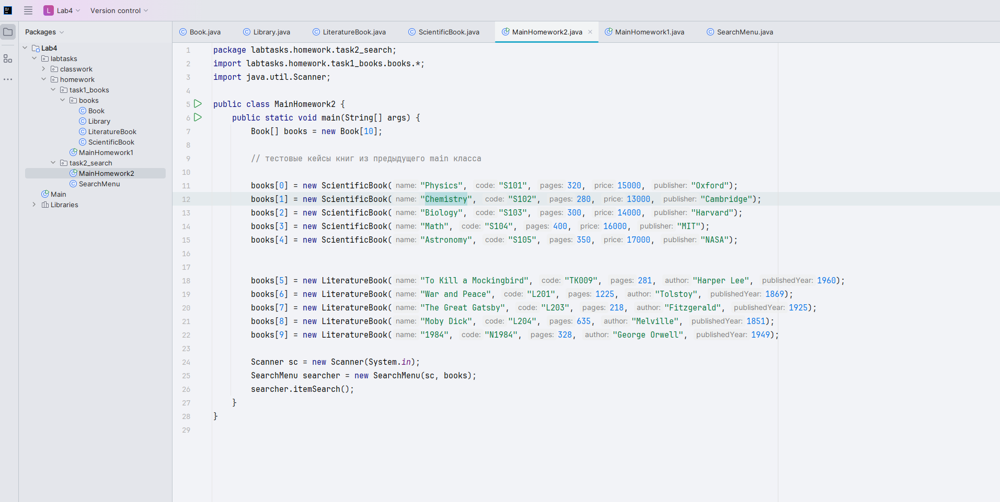 L Lab4 Version control
Packages
Lab4
labtasks
classwork
homework
task1_books
books
Book
Library
LiteratureBook
ScientificBook
MainHomework1
task2_search
MainHomework2
SearchMenu
Main
Libraries
Book.java Library.java LiteratureBook.java ScientificBook.java MainHomework2.java MainHomework1.java SearchMenu.java
1 package labtasks.homework.task2_search;
2 import labtasks.homework.task1_books.books.*;
3 import java.util.Scanner;
4
5 public class MainHomework2 {
6 public static void main(String[] args) {
7 Book[] books = new Book[10];
8
9 // тестовые кейсы книг из предыдущего main класса
10
11 books[0] = new ScientificBook( name: "Physics", code: "S101", pages: 320, price: 15000, publisher: "Oxford");
12 books[1] = new ScientificBook( name: "Chemistry", code: "S102", pages: 280, price: 13000, publisher: "Cambridge");
13 books[2] = new ScientificBook( name: "Biology", code: "S103", pages: 300, price: 14000, publisher: "Harvard");
14 books[3] = new ScientificBook( name: "Math", code: "S104", pages: 400, price: 16000, publisher: "MIT");
15 books[4] = new ScientificBook( name: "Astronomy", code: "S105", pages: 350, price: 17000, publisher: "NASA");
16
17
18 books[5] = new LiteratureBook( name: "To Kill a Mockingbird", code: "TK009", pages: 281, author: "Harper Lee", publishedYear: 1960);
19 books[6] = new LiteratureBook( name: "War and Peace", code: "L201", pages: 1225, author: "Tolstoy", publishedYear: 1869);
20 books[7] = new LiteratureBook( name: "The Great Gatsby", code: "L203", pages: 218, author: "Fitzgerald", publishedYear: 1925);
21 books[8] = new LiteratureBook( name: "Moby Dick", code: "L204", pages: 635, author: "Melville", publishedYear: 1851);
22 books[9] = new LiteratureBook( name: "1984", code: "N1984", pages: 328, author: "George Orwell", publishedYear: 1949);
23
24 Scanner sc = new Scanner(System.in);
25 SearchMenu searcher = new SearchMenu(sc, books);
26 searcher.itemSearch();
27 }
28 }
29